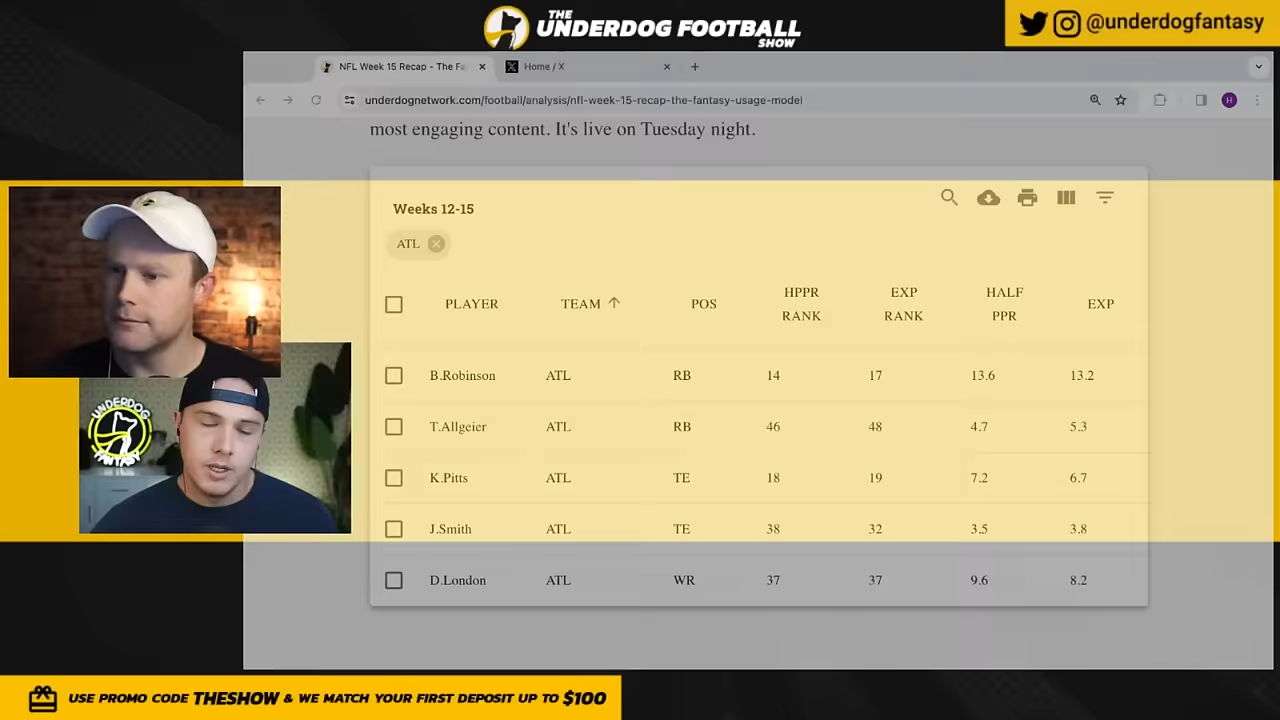 THE
UNDERDOG FOOTBALL
SHOW
@underdogfantasy
NFL Week 15 Recap - The Fa
Home / X
underdognetwork.com/football/analysis/nfl-week-15-recap-the-fantasy-usage-model
H
most engaging content. It's live on Tuesday night.
Weeks 12-15
ATL
PLAYER TEAM POS HPPR RANK EXP RANK HALF PPR EXP
B.Robinson ATL RB 14 17 13.6 13.2
T.Allgeier ATL RB 46 48 4.7 5.3
K.Pitts ATL TE 18 19 7.2 6.7
J.Smith ATL TE 38 32 3.5 3.8
D.London ATL WR 37 37 9.6 8.2
UNDERDOG
FANTASY
USE PROMO CODE THESHOW & WE MATCH YOUR FIRST DEPOSIT UP TO $100